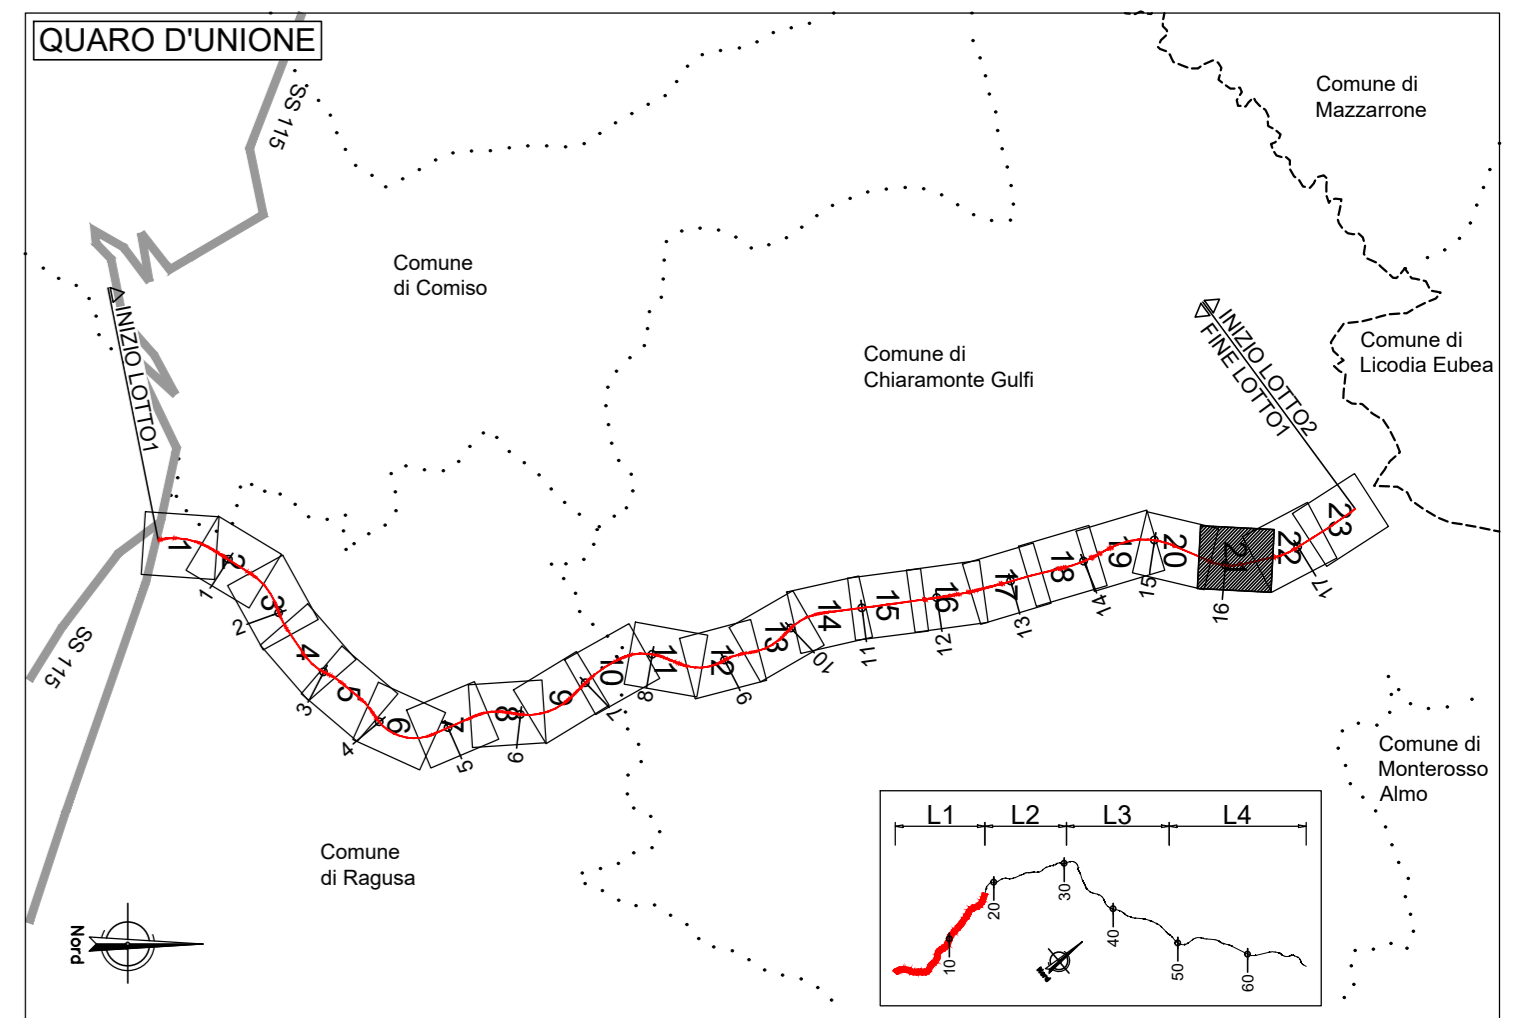 QUARO D'UNIONE
SS 115
Comune di
Mazzarrone
Comune
di Comiso
INIZIO LOTTO1
Comune di
Chiaramonte Gulfi
INIZIO LOTTO2
FINE LOTTO1
Comune di
Licodia Eubea
1
2
3
4
5
6
7
8
9
10
11
12
13
14
15
16
17
18
19
20
21
22
23
1
2
3
4
5
6
7
8
9
10
11
12
13
14
15
16
17
SS 115
Comune di
Monterosso
Almo
Comune
di Ragusa
Nord
L1
L2
L3
L4
10
20
30
40
50
60